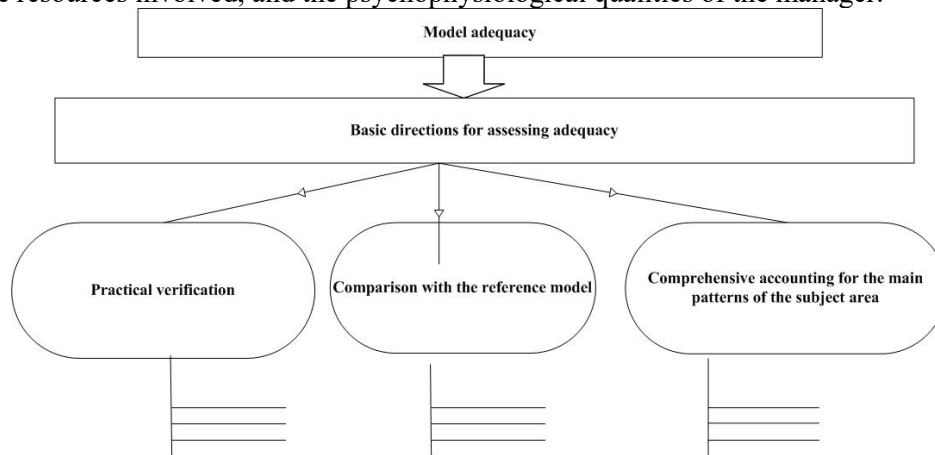 resources involved, and the psychophysiological qualities of the manager.
Model adequacy
Basic directions for assessing adequacy
Practical verification
Comparison with the reference model
Comprehensive accounting for the main
patterns of the subject area